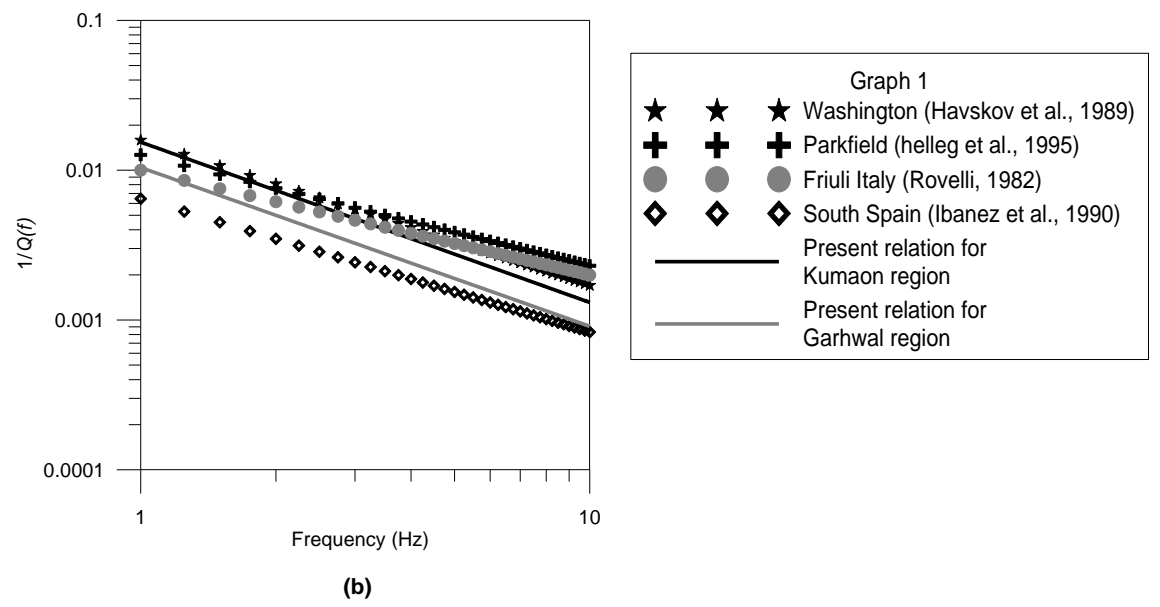 0.1
0.01
0.001
0.0001
1/Q(f)
1
10
Frequency (Hz)
(b)
Graph 1
Washington (Havskov et al., 1989)
Parkfield (helleg et al., 1995)
Friuli Italy (Rovelli, 1982)
South Spain (Ibanez et al., 1990)
Present relation for
Kumaon region
Present relation for
Garhwal region